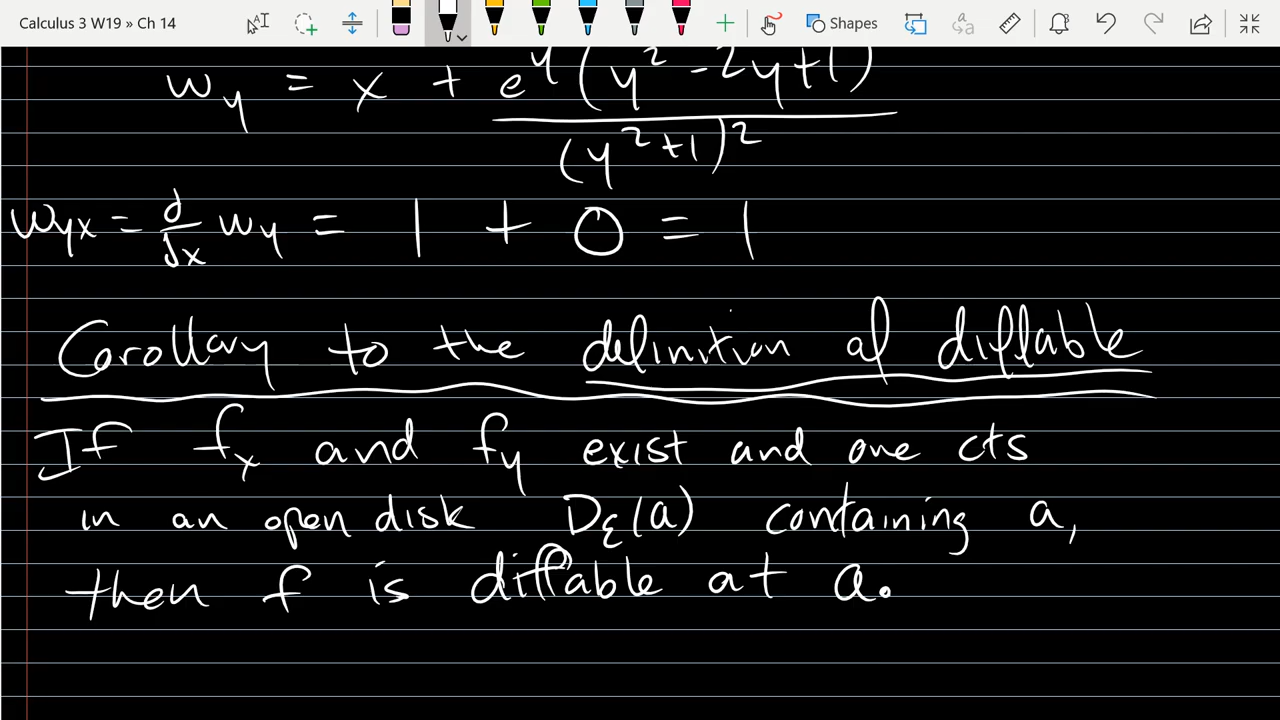 Calculus 3 W19 » Ch 14
Shapes
w_y = x + e^y (y^2 - 2y + 1) / (y^2 + 1)^2
w_yx = d/dx w_y = 1 + 0 = 1
Corollary to the definition of diffable
If f_x and f_y exist and one cts
in an open disk D_ε(a) containing a,
then f is diffable at a.